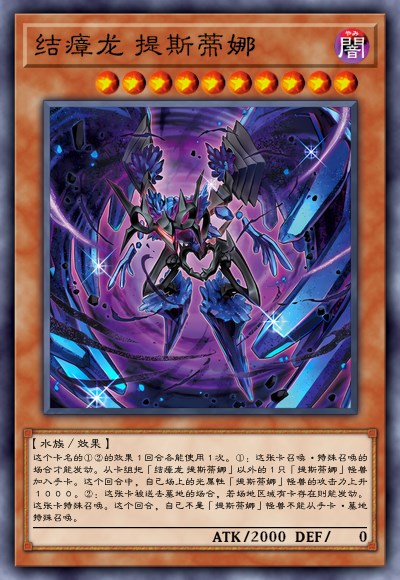 结瘴龙 提斯蒂娜
やみ
闇
【水族／效果】
这个卡名的①②的效果1回合各能使用1次。①：这张卡召唤·特殊召唤的
场合才能发动。从卡组把「结瘴龙 提斯蒂娜」以外的1只「提斯蒂娜」怪兽
加入手卡。这个回合中，自己场上的光属性「提斯蒂娜」怪兽的攻击力上升
1000。②：这张卡被送去墓地的场合，若场地区域有卡存在则能发动。
这张卡特殊召唤。这个回合，自己不是「提斯蒂娜」怪兽不能从手卡·墓地
特殊召唤。
ATK/2000 DEF/ 0